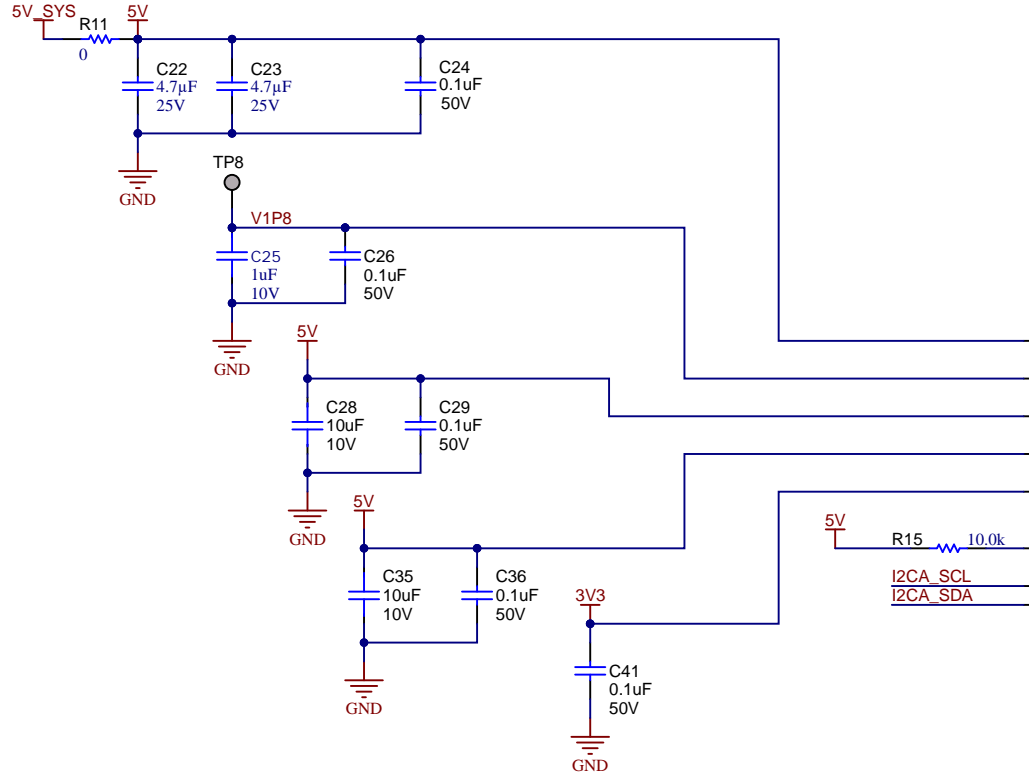 5V_SYS
R11
0
5V
C22
4.7µF
25V
C23
4.7µF
25V
C24
0.1uF
50V
GND
TP8
V1P8
C25
1uF
10V
C26
0.1uF
50V
GND
5V
C28
10uF
10V
C29
0.1uF
50V
GND
5V
C35
10uF
10V
C36
0.1uF
50V
GND
3V3
C41
0.1uF
50V
GND
5V
R15
10.0k
I2CA_SCL
I2CA_SDA